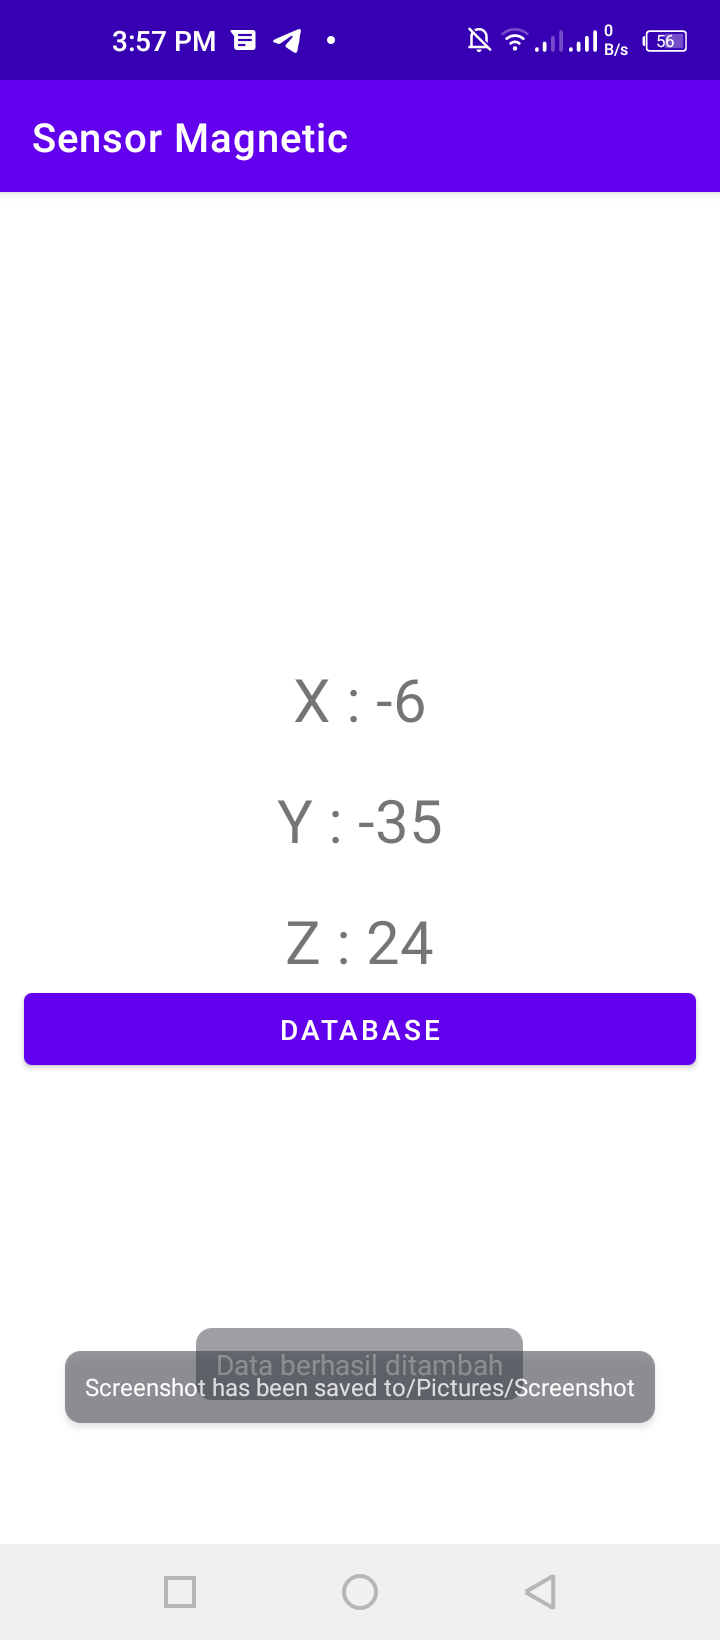 3:57 PM
0
B/s
56
Sensor Magnetic
X : -6
Y : -35
Z : 24
DATABASE
Data berhasil ditambah
Screenshot has been saved to/Pictures/Screenshot